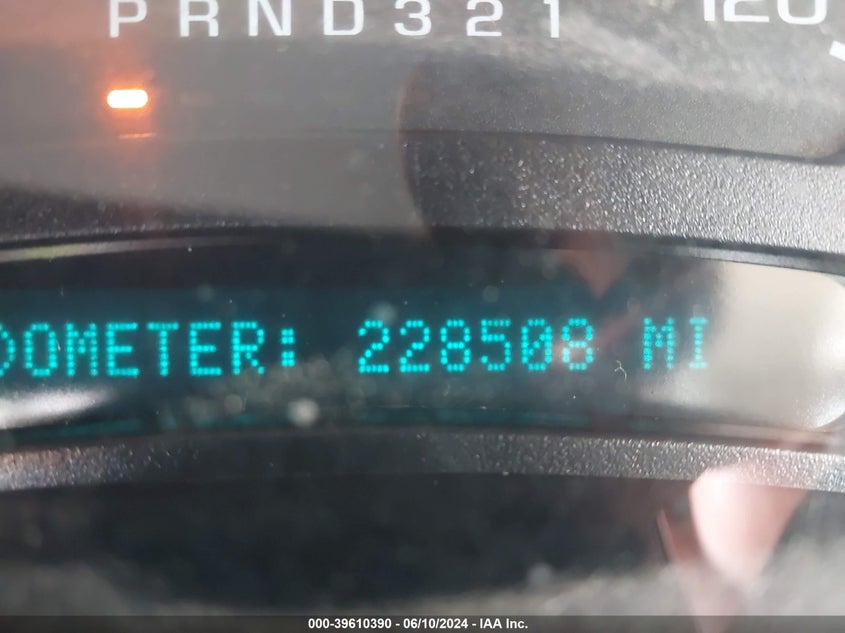 PRND321 120
DOMETER: 228508 MI
000-39610390 - 06/10/2024 - IAA Inc.